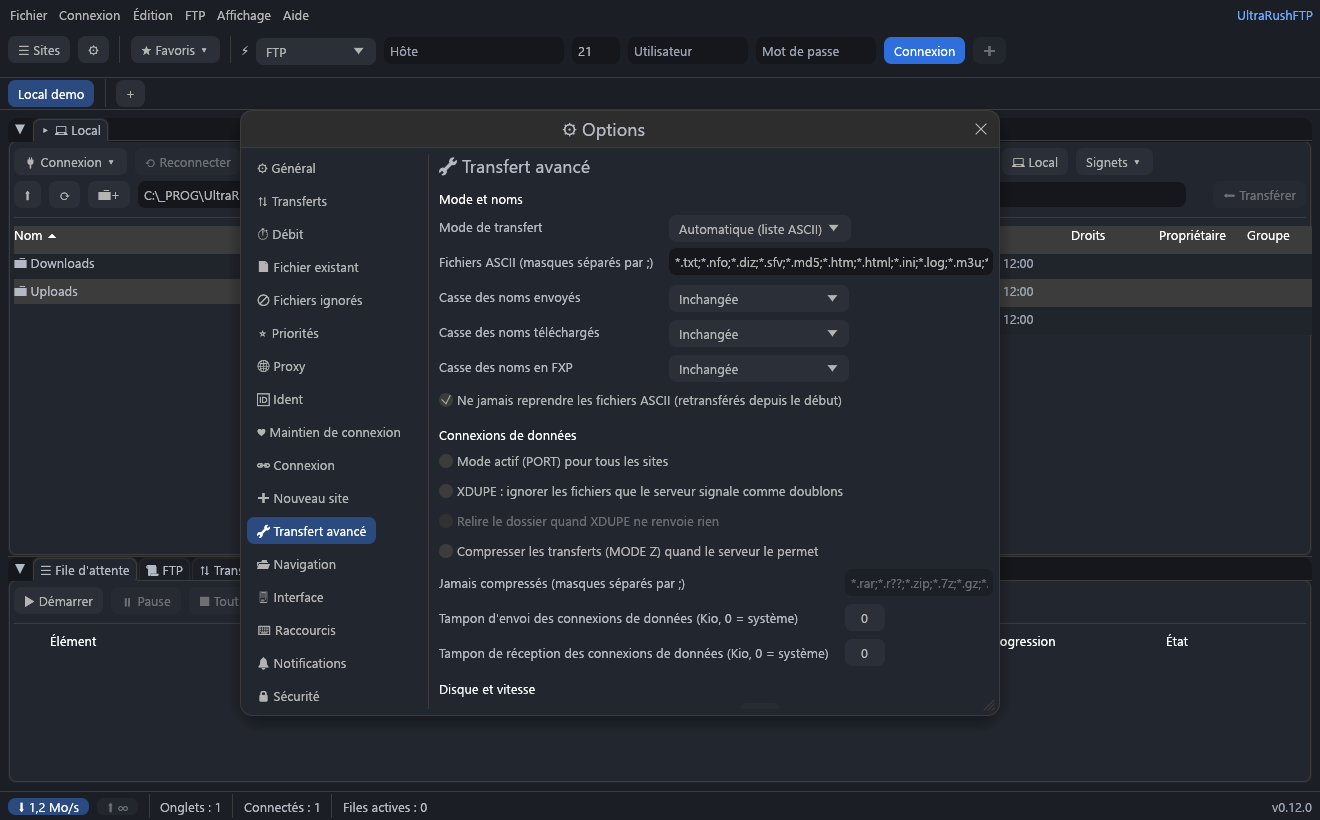 Fichier Connexion Édition FTP Affichage Aide UltraRushFTP
Sites Favoris FTP Hôte 21 Utilisateur Mot de passe Connexion +
Local demo +
Local
Options
Connexion Reconnecter Local Signets
C:\_PROG\UltraR Transférer
Nom Droits Propriétaire Groupe
Downloads 12:00
Uploads 12:00
12:00
Général
Transferts
Débit
Fichier existant
Fichiers ignorés
Priorités
Proxy
Ident
Maintien de connexion
Connexion
Nouveau site
Transfert avancé
Navigation
Interface
Raccourcis
Notifications
Sécurité
Transfert avancé
Mode et noms
Mode de transfert Automatique (liste ASCII)
Fichiers ASCII (masques séparés par ;) *.txt;*.nfo;*.diz;*.sfv;*.md5;*.htm;*.html;*.ini;*.log;*.m3u;*
Casse des noms envoyés Inchangée
Casse des noms téléchargés Inchangée
Casse des noms en FXP Inchangée
Ne jamais reprendre les fichiers ASCII (retransférés depuis le début)
Connexions de données
Mode actif (PORT) pour tous les sites
XDUPE : ignorer les fichiers que le serveur signale comme doublons
Relire le dossier quand XDUPE ne renvoie rien
Compresser les transferts (MODE Z) quand le serveur le permet
Jamais compressés (masques séparés par ;) *.rar;*.r??;*.zip;*.7z;*.gz;*.
Tampon d'envoi des connexions de données (Kio, 0 = système) 0
Tampon de réception des connexions de données (Kio, 0 = système) 0
Disque et vitesse
File d'attente FTP Trans
Démarrer Pause Tout
Élément ogression État
1,2 Mo/s ∞ Onglets : 1 Connectés : 1 Files actives : 0 v0.12.0